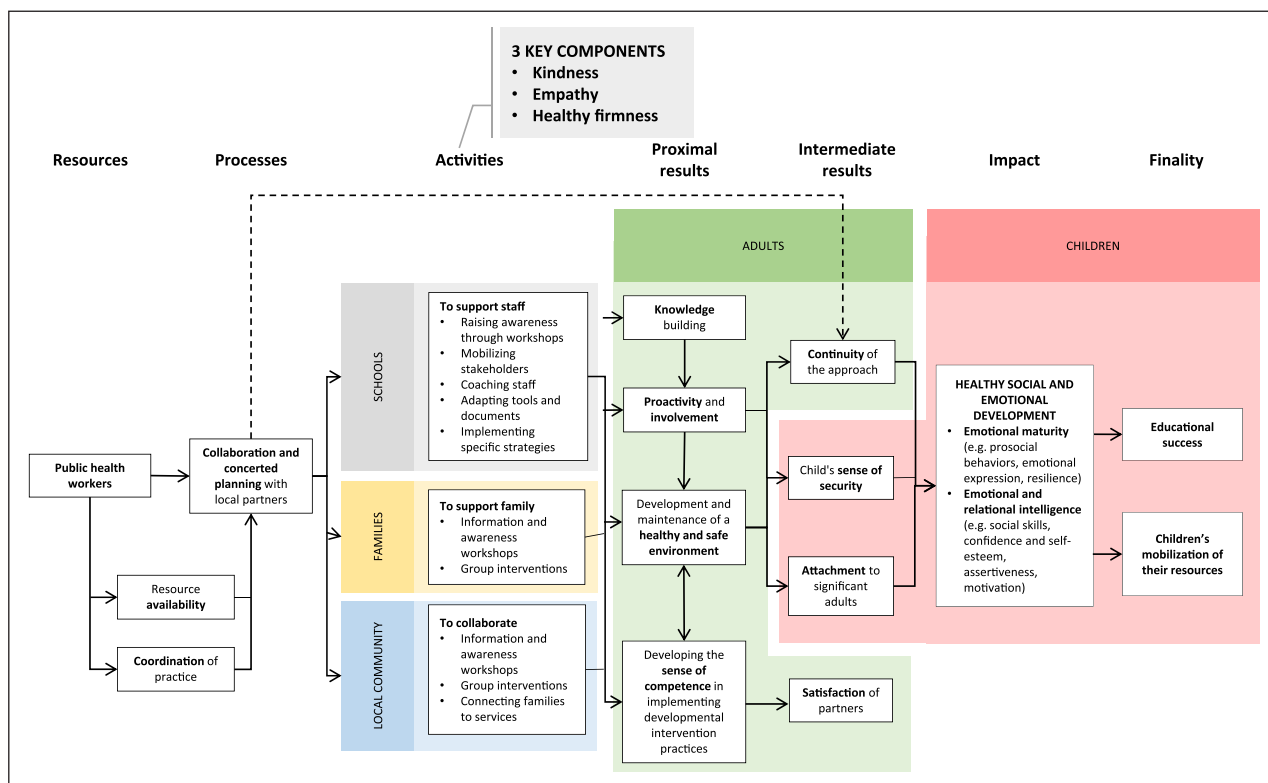 3 KEY COMPONENTS
• Kindness
• Empathy
• Healthy firmness
Resources
Processes
Activities
Proximal
results
Intermediate
results
Impact
Finality
ADULTS
CHILDREN
Public health
workers
Resource
availability
Coordination of
practice
Collaboration and
concerted
planning with
local partners
SCHOOLS
To support staff
• Raising awareness
through workshops
• Mobilizing
stakeholders
• Coaching staff
• Adapting tools and
documents
• Implementing
specific strategies
FAMILIES
To support family
• Information and
awareness
workshops
• Group interventions
LOCAL COMMUNITY
To collaborate
• Information and
awareness
workshops
• Group interventions
• Connecting families
to services
Knowledge
building
Proactivity and
involvement
Development and
maintenance of a
healthy and safe
environment
Developing the
sense of
competence in
implementing
developmental
intervention
practices
Continuity of
the approach
Child's sense of
security
Attachment to
significant
adults
Satisfaction of
partners
HEALTHY SOCIAL AND
EMOTIONAL
DEVELOPMENT
• Emotional maturity
(e.g. prosocial
behaviors, emotional
expression, resilience)
• Emotional and
relational intelligence
(e.g. social skills,
confidence and self-
esteem,
assertiveness,
motivation)
Educational
success
Children's
mobilization of
their resources